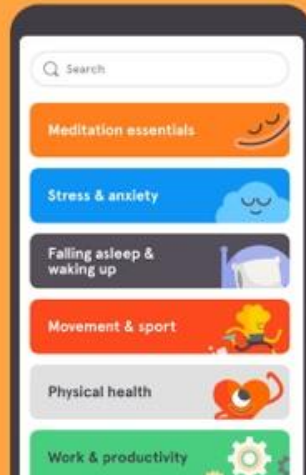 Search
Meditation essentials
Stress & anxiety
Falling asleep &
waking up
Movement & sport
Physical health
Work & productivity